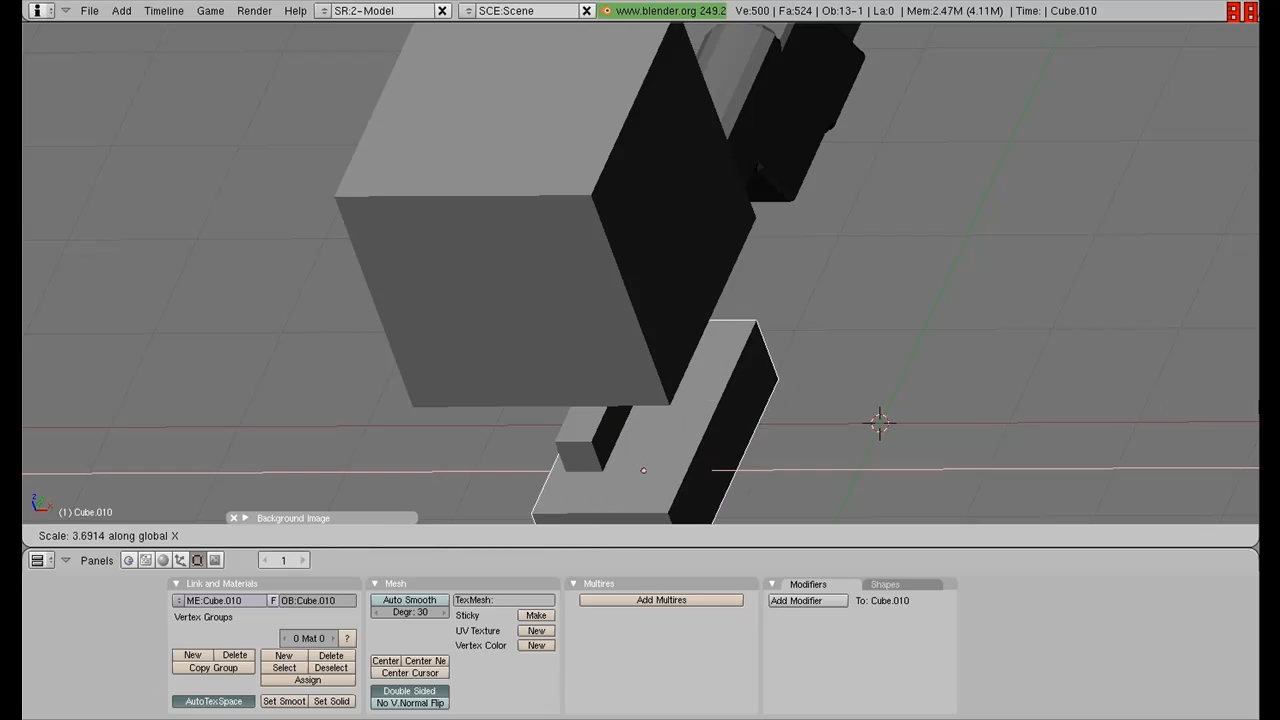 File Add Timeline Game Render Help SR:2-Model SCE:Scene www.blender.org 249.2 Ve:500 | Fa:524 | Ob:13-1 | La:0 | Mem:2.47M (4.11M) | Time: | Cube.010
(1) Cube.010
Background Image
Scale: 3.6914 along global X
Panels 1
Link and Materials Mesh Multires Modifiers Shapes
ME:Cube.010 F OB:Cube.010 Auto Smooth TexMesh: Add Multires Add Modifier To: Cube.010
Degr: 30
Vertex Groups Sticky Make
UV Texture New
0 Mat 0 ? Vertex Color New
New Delete New Delete Center Center Ne
Copy Group Select Deselect Center Cursor
Assign
Double Sided
AutoTexSpace Set Smoot Set Solid No V.Normal Flip